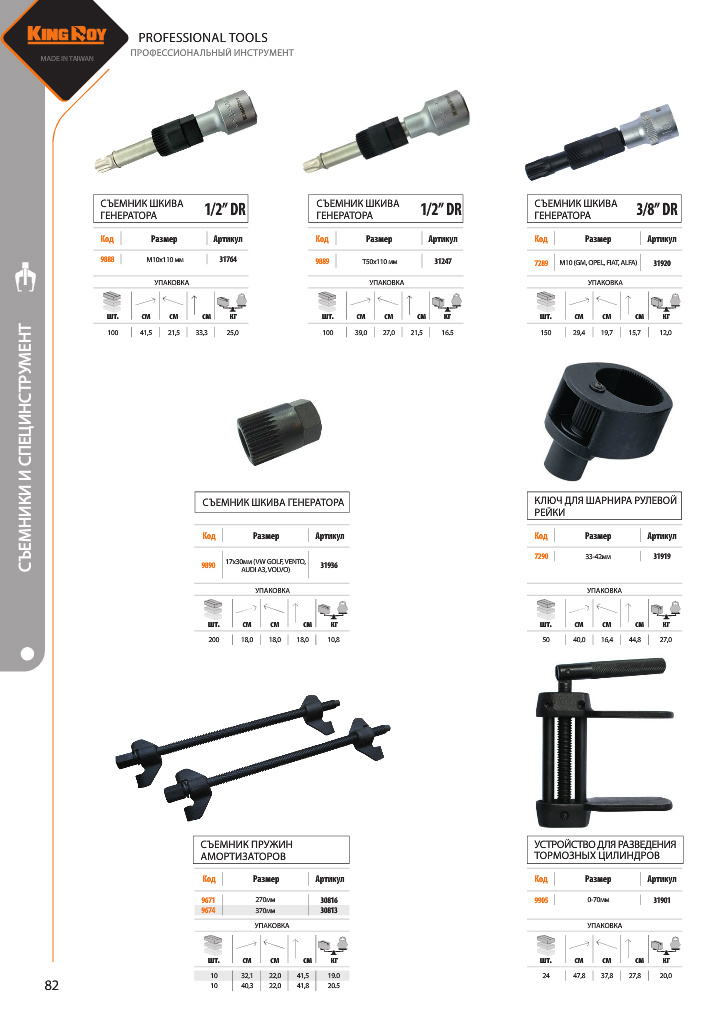 KING ROY
MADE IN TAIWAN
PROFESSIONAL TOOLS
ПРОФЕССИОНАЛЬНЫЙ ИНСТРУМЕНТ
СЪЕМНИКИ И СПЕЦИНСТРУМЕНТ
СЪЕМНИК ШКИВА
ГЕНЕРАТОРА 1/2” DR
Код Размер Артикул
9888 M10x110 мм 31764
УПАКОВКА
ШТ. СМ СМ СМ КГ
100 41,5 21,5 33,3 25,0
СЪЕМНИК ШКИВА
ГЕНЕРАТОРА 1/2” DR
Код Размер Артикул
9889 T50x110 мм 31247
УПАКОВКА
ШТ. СМ СМ СМ КГ
100 39,0 27,0 21,5 16.5
СЪЕМНИК ШКИВА
ГЕНЕРАТОРА 3/8” DR
Код Размер Артикул
7289 M10 (GM, OPEL, FIAT, ALFA) 31920
УПАКОВКА
ШТ. СМ СМ СМ КГ
150 29,4 19,7 15,7 12,0
СЪЕМНИК ШКИВА ГЕНЕРАТОРА
Код Размер Артикул
9890 17x30мм (VW GOLF, VENTO, 31936
AUDI A3, VOLVO)
УПАКОВКА
ШТ. СМ СМ СМ КГ
200 18,0 18,0 18,0 10,8
КЛЮЧ ДЛЯ ШАРНИРА РУЛЕВОЙ
РЕЙКИ
Код Размер Артикул
7290 33-42мм 31919
УПАКОВКА
ШТ. СМ СМ СМ КГ
50 40,0 16,4 44,8 27,0
СЪЕМНИК ПРУЖИН
АМОРТИЗАТОРОВ
Код Размер Артикул
9671 270мм 30816
9674 370мм 30813
УПАКОВКА
ШТ. СМ СМ СМ КГ
10 32,1 22,0 41,5 19.0
10 40,3 22,0 41,8 20.5
УСТРОЙСТВО ДЛЯ РАЗВЕДЕНИЯ
ТОРМОЗНЫХ ЦИЛИНДРОВ
Код Размер Артикул
9905 0-70мм 31901
УПАКОВКА
ШТ. СМ СМ СМ КГ
24 47,8 37,8 27,8 20,0
82